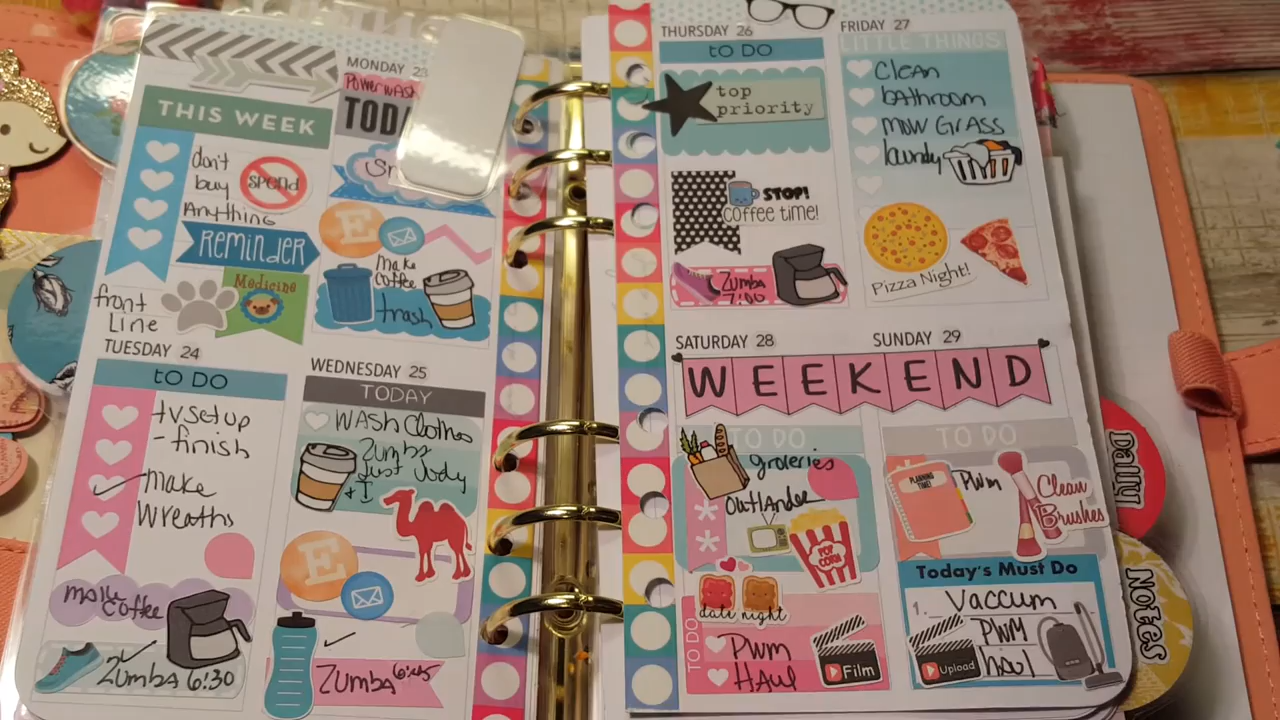 THIS WEEK
don't
buy
spend
Anything
REMINDER
Medicine
front
Line
MONDAY 23
Power wash
TODA
Sn
E
Make
Coffee
trash
TUESDAY 24
to DO
tv setup
- finish
Make
Wreaths
Make
Coffee
Zumba 6:30
WEDNESDAY 25
TODAY
WASH Clothes
Zumba
Just Jody
+ I
E
Zumba 6:45
THURSDAY 26
to DO
top
priority
STOP!
coffee time!
Zumba
7:00
FRIDAY 27
LITTLE THINGS
Clean
bathroom
MOW GRASS
laundry
Pizza Night!
SATURDAY 28
SUNDAY 29
WEEKEND
TO DO
groceries
Outlander
POP
CORN
date night
TO DO
PWM
HAUL
Film
TO DO
PLANNING
TIME!
PWM
Clean
Brushes
Today's Must Do
1. Vaccum
PWM
haul
Upload
Daily
Notes